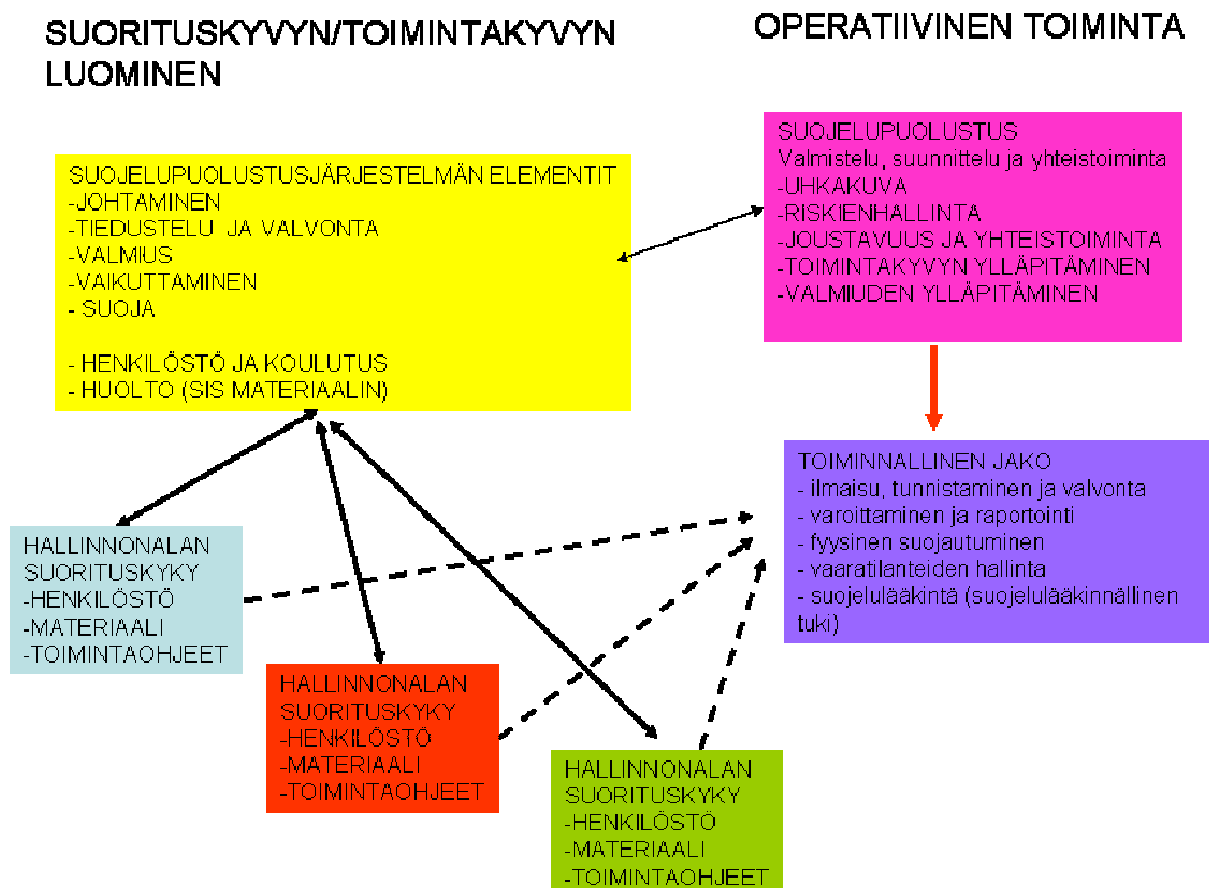 SUORITUSKYVYN/TOIMINTAKYVYN
LUOMINEN
OPERATIIVINEN TOIMINTA
SUOJELUPUOLUSTUSJÄRJESTELMÄN ELEMENTIT
-JOHTAMINEN
-TIEDUSTELU JA VALVONTA
-VALMIUS
-VAIKUTTAMINEN
- SUOJA
- HENKILÖSTÖ JA KOULUTUS
- HUOLTO (SIS MATERIAALIN)
SUOJELUPUOLUSTUS
Valmistelu, suunnittelu ja yhteistoiminta
-UHKAKUVA
-RISKIENHALLINTA
-JOUSTAVUUS JA YHTEISTOIMINTA
-TOIMINTAKYVYN YLLÄPITÄMINEN
-VALMIUDEN YLLÄPITÄMINEN
TOIMINNALLINEN JAKO
- ilmaisu, tunnistaminen ja valvonta
- varoittaminen ja raportointi
- fyysinen suojautuminen
- vaaratilanteiden hallinta
- suojelulääkintä (suojelulääkinnällinen
tuki)
HALLINNONALAN
SUORITUSKYKY
-HENKILÖSTÖ
-MATERIAALI
-TOIMINTAOHJEET
HALLINNONALAN
SUORITUSKYKY
-HENKILÖSTÖ
-MATERIAALI
-TOIMINTAOHJEET
HALLINNONALAN
SUORITUSKYKY
-HENKILÖSTÖ
-MATERIAALI
-TOIMINTAOHJEET